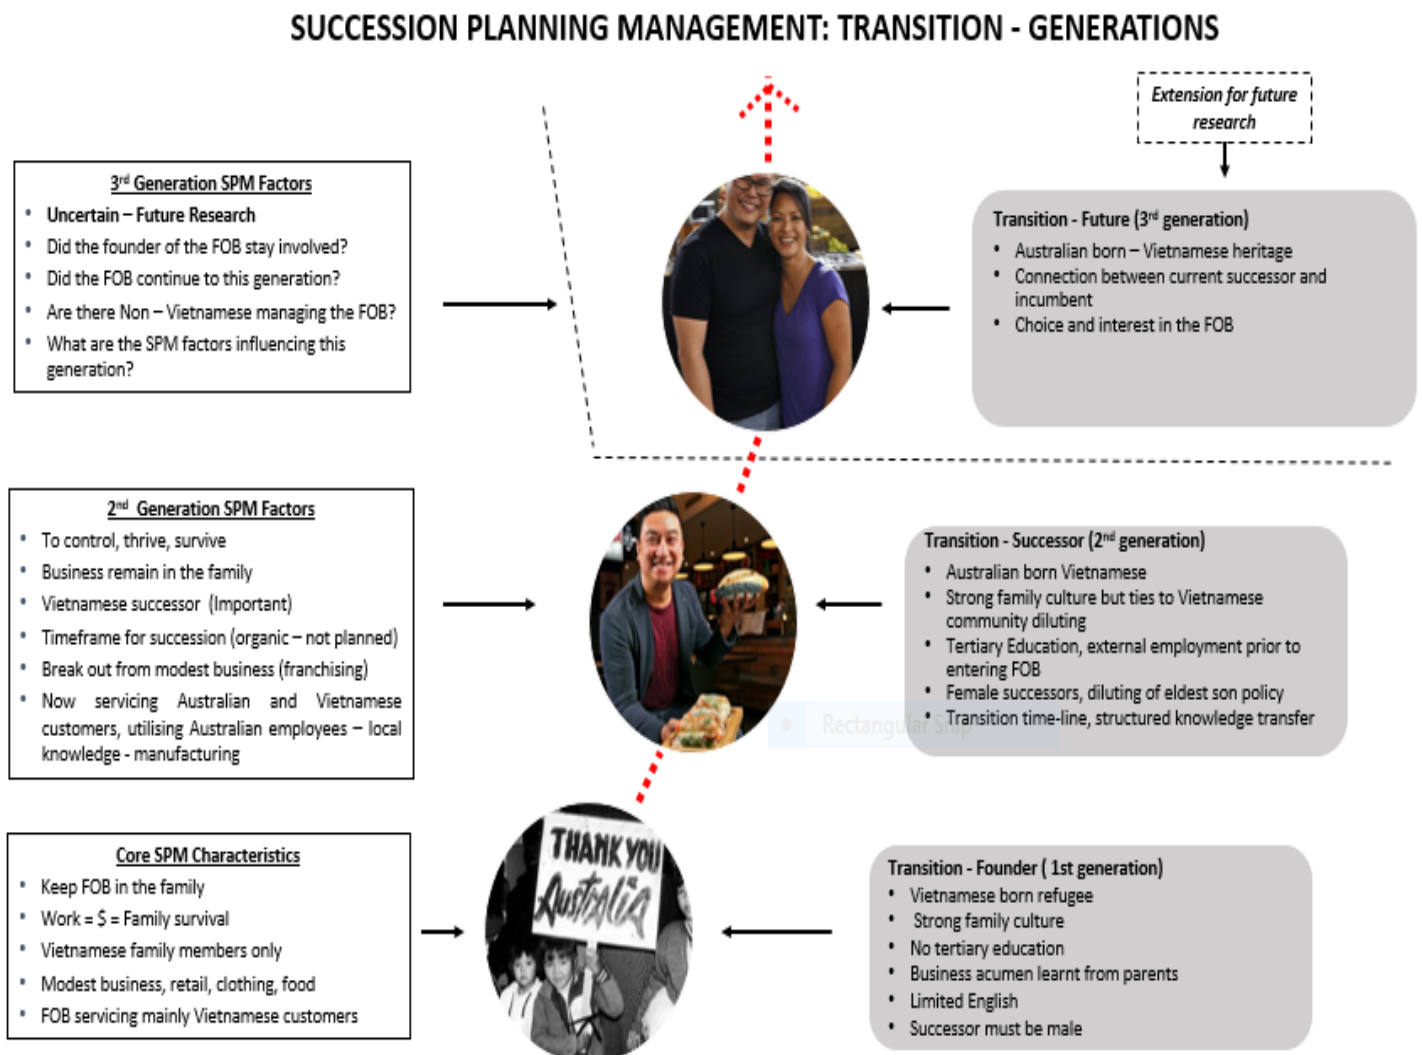 SUCCESSION PLANNING MANAGEMENT: TRANSITION - GENERATIONS
Extension for future
research
3rd Generation SPM Factors
• Uncertain – Future Research
• Did the founder of the FOB stay involved?
• Did the FOB continue to this generation?
• Are there Non – Vietnamese managing the FOB?
• What are the SPM factors influencing this
generation?
Transition - Future (3rd generation)
• Australian born – Vietnamese heritage
• Connection between current successor and
incumbent
• Choice and interest in the FOB
2nd Generation SPM Factors
• To control, thrive, survive
• Business remain in the family
• Vietnamese successor (Important)
• Timeframe for succession (organic – not planned)
• Break out from modest business (franchising)
• Now servicing Australian and Vietnamese
customers, utilising Australian employees – local
knowledge - manufacturing
Transition - Successor (2nd generation)
• Australian born Vietnamese
• Strong family culture but ties to Vietnamese
community diluting
• Tertiary Education, external employment prior to
entering FOB
• Female successors, diluting of eldest son policy
• Transition time-line, structured knowledge transfer
• Rectangular Snip
Core SPM Characteristics
• Keep FOB in the family
• Work = $ = Family survival
• Vietnamese family members only
• Modest business, retail, clothing, food
• FOB servicing mainly Vietnamese customers
THANK YOU
Australia
Transition - Founder ( 1st generation)
• Vietnamese born refugee
• Strong family culture
• No tertiary education
• Business acumen learnt from parents
• Limited English
• Successor must be male